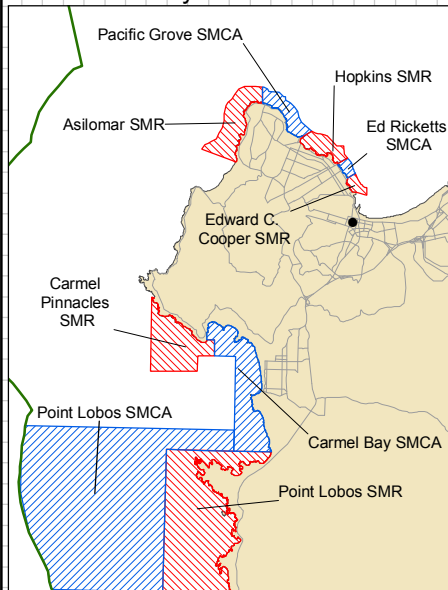 Pacific Grove SMCA
Hopkins SMR
Asilomar SMR
Ed Ricketts
SMCA
Edward C.
Cooper SMR
Carmel
Pinnacles
SMR
Point Lobos SMCA
Carmel Bay SMCA
Point Lobos SMR